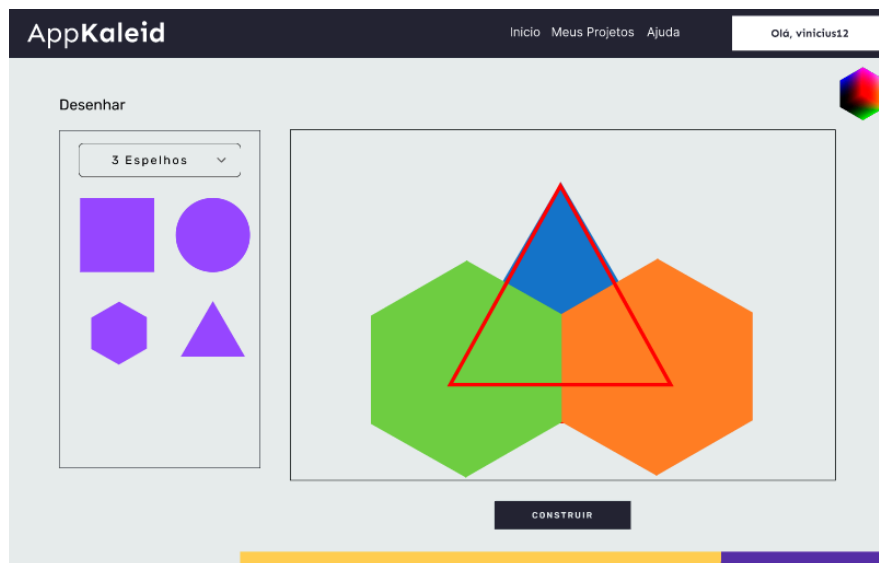 AppKaleid
Inicio Meus Projetos Ajuda
Olá, vinicius12
Desenhar
3 Espelhos
CONSTRUIR